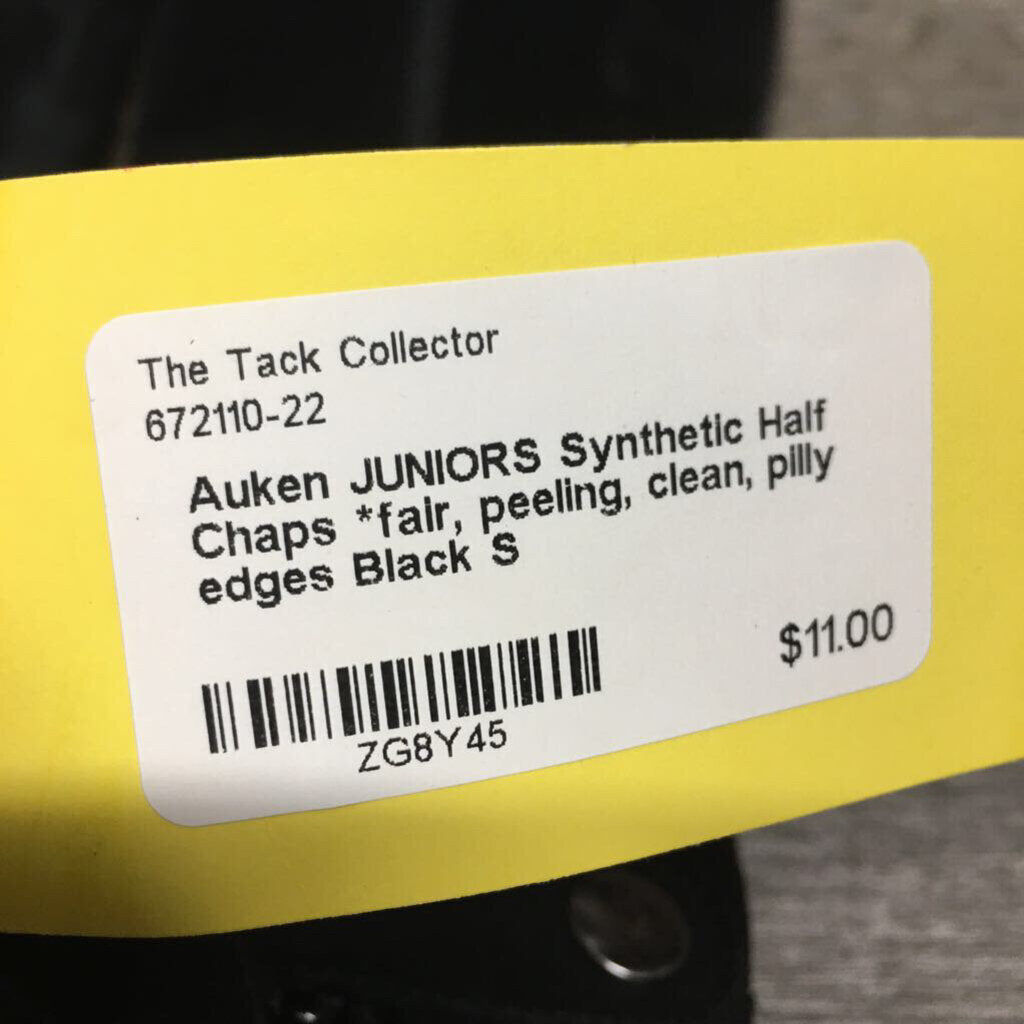 The Tack Collector
672110-22
Auken JUNIORS Synthetic Half
Chaps *fair, peeling, clean, pilly
edges Black S
$11.00
ZG8Y45